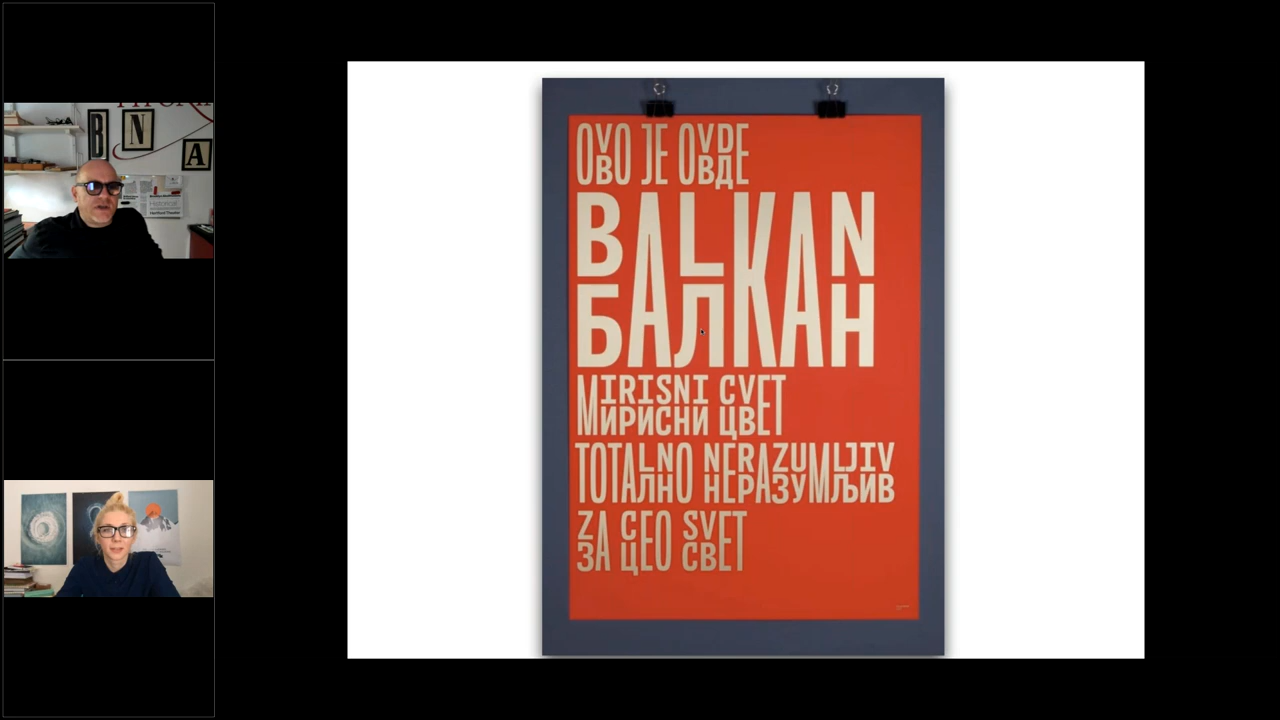 B N A
OVO JE OVDE
ОВО ЈЕ ОВДЕ
BALKAN
БАЛКАН
MIRISNI CVET
МИРИСНИ ЦВЕТ
TOTALNO NERAZUMLJIV
ТОТАЛНО НЕРАЗУМЉИВ
ZA CEO SVET
ЗА ЦЕО СВЕТ